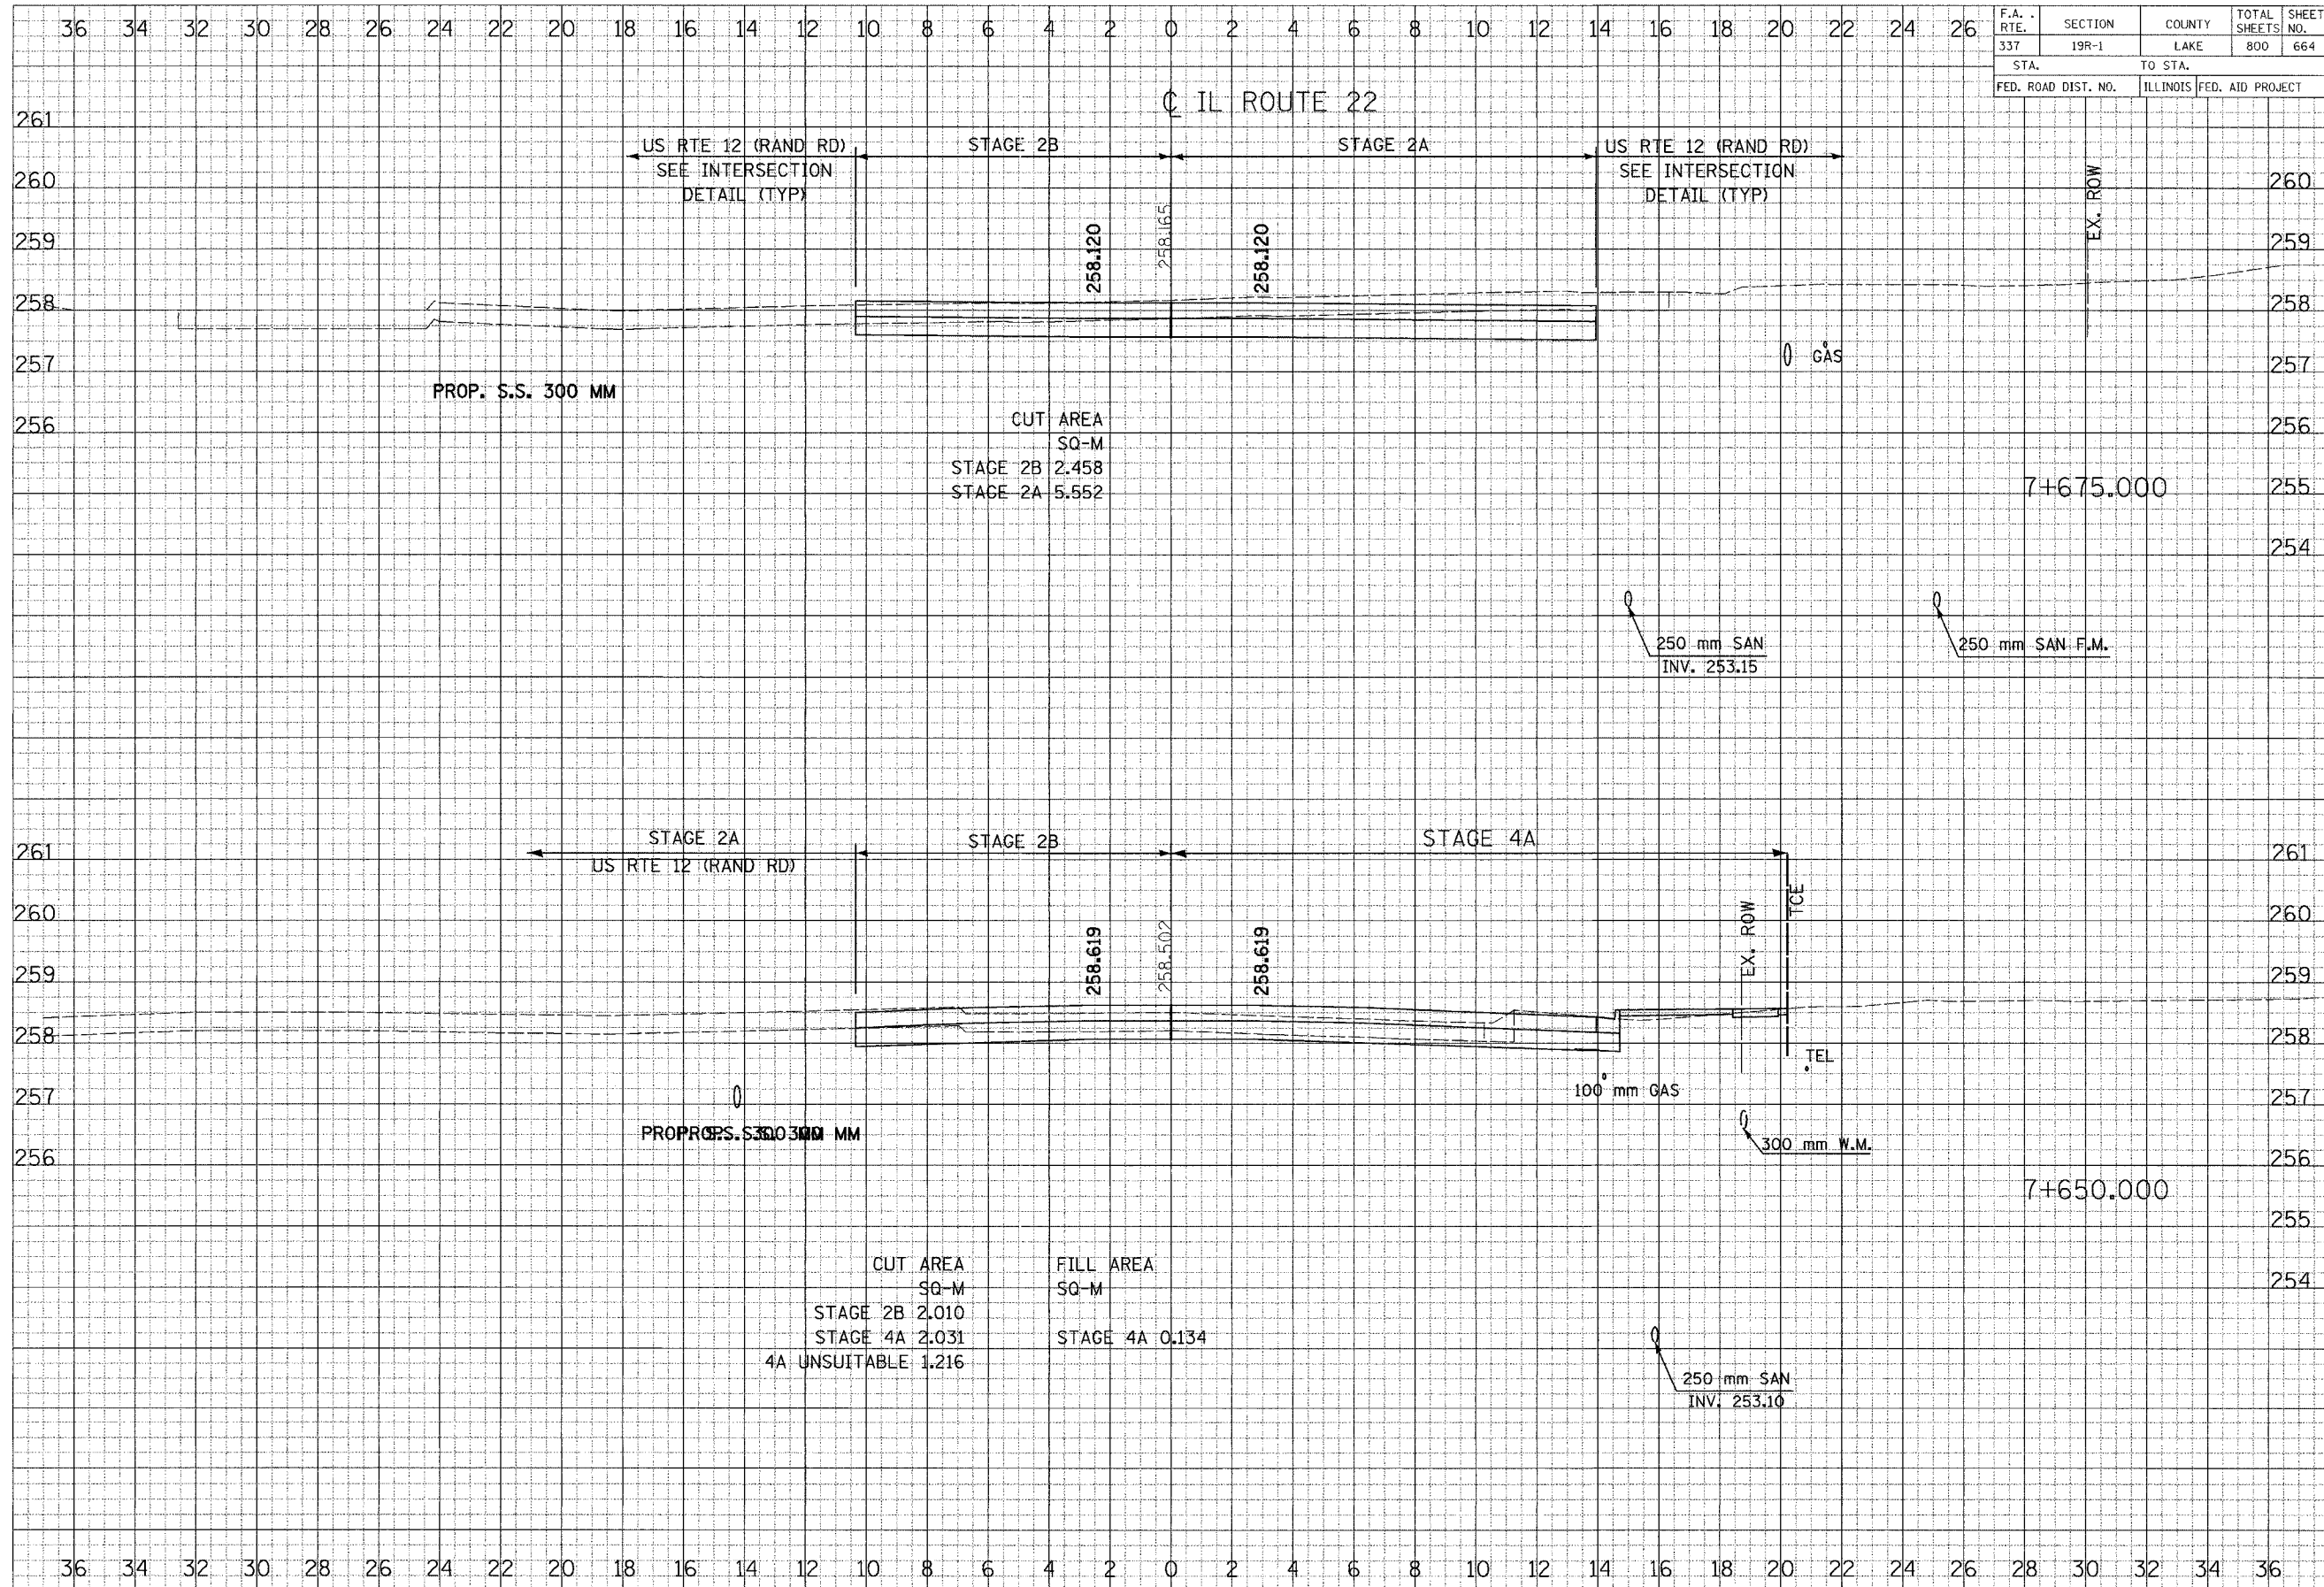 36 34 32 30 28 26 24 22 20 18 16 14 12 10 8 6 4 2 0 2 4 6 8 10 12 14 16 18 20 22 24 26
F.A. RTE. SECTION COUNTY TOTAL SHEETS SHEET NO.
337 19R-1 LAKE 800 664
STA. TO STA.
FED. ROAD DIST. NO. ILLINOIS FED. AID PROJECT
℄ IL ROUTE 22
261
US RTE 12 (RAND RD)
SEE INTERSECTION
DETAIL (TYP)
STAGE 2B
STAGE 2A
US RTE 12 (RAND RD)
SEE INTERSECTION
DETAIL (TYP)
EX. ROW
260 260
259 259
258.120
258.165
258.120
258 258
GAS
257 257
PROP. S.S. 300 MM
256 256
CUT AREA
SQ-M
STAGE 2B 2.458
STAGE 2A 5.552
7+675.000
255
254
250 mm SAN
INV. 253.15
250 mm SAN F.M.
STAGE 2A
US RTE 12 (RAND RD)
STAGE 2B
STAGE 4A
261 261
260 260
EX. ROW
TCE
258.619
258.502
258.619
259 259
258 258
TEL
100 mm GAS
257 257
PROP. S.S. 300 MM
PROP. S.S. 300 MM
300 mm W.M.
256 256
7+650.000
255
CUT AREA
SQ-M
STAGE 2B 2.010
STAGE 4A 2.031
4A UNSUITABLE 1.216
FILL AREA
SQ-M
STAGE 4A 0.134
254
250 mm SAN
INV. 253.10
36 34 32 30 28 26 24 22 20 18 16 14 12 10 8 6 4 2 0 2 4 6 8 10 12 14 16 18 20 22 24 26 28 30 32 34 36